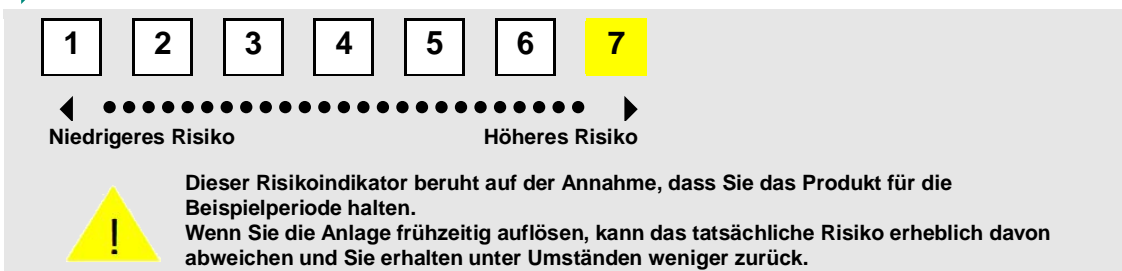 1 2 3 4 5 6 7
Niedrigeres Risiko Höheres Risiko
Dieser Risikoindikator beruht auf der Annahme, dass Sie das Produkt für die
Beispielperiode halten.
! Wenn Sie die Anlage frühzeitig auflösen, kann das tatsächliche Risiko erheblich davon
abweichen und Sie erhalten unter Umständen weniger zurück.